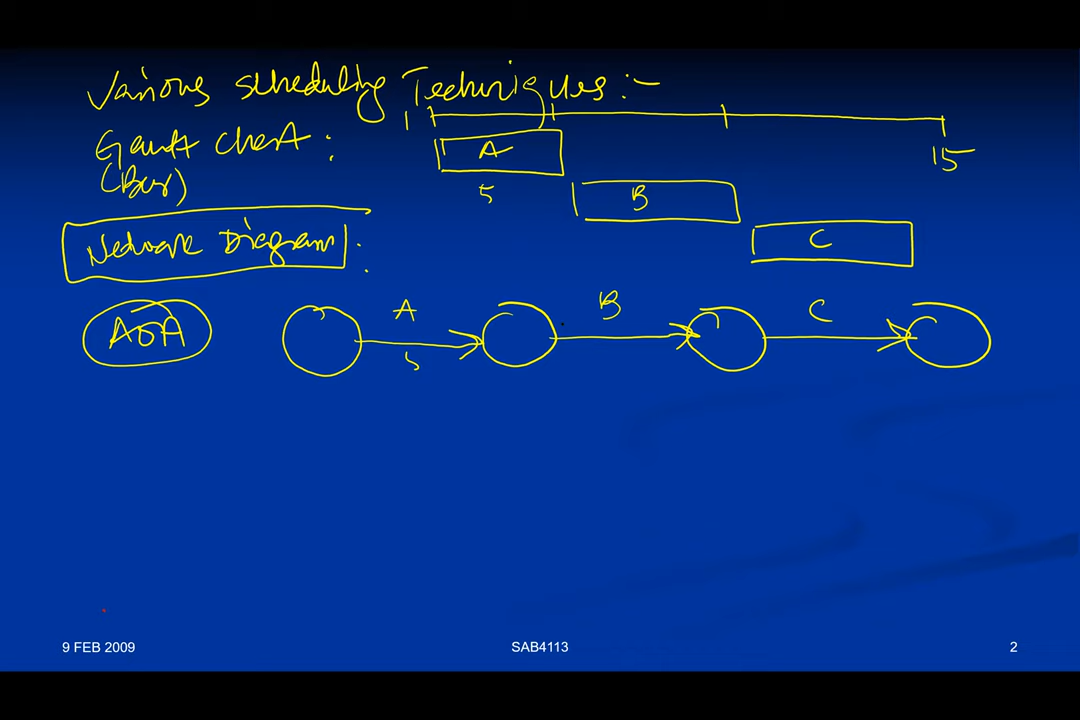 Various Scheduling Techniques :-
Gantt Chart :
(Bar)
A
5
15
B
Network Diagram :
C
AOA
A
B
C
5
9 FEB 2009
SAB4113
2